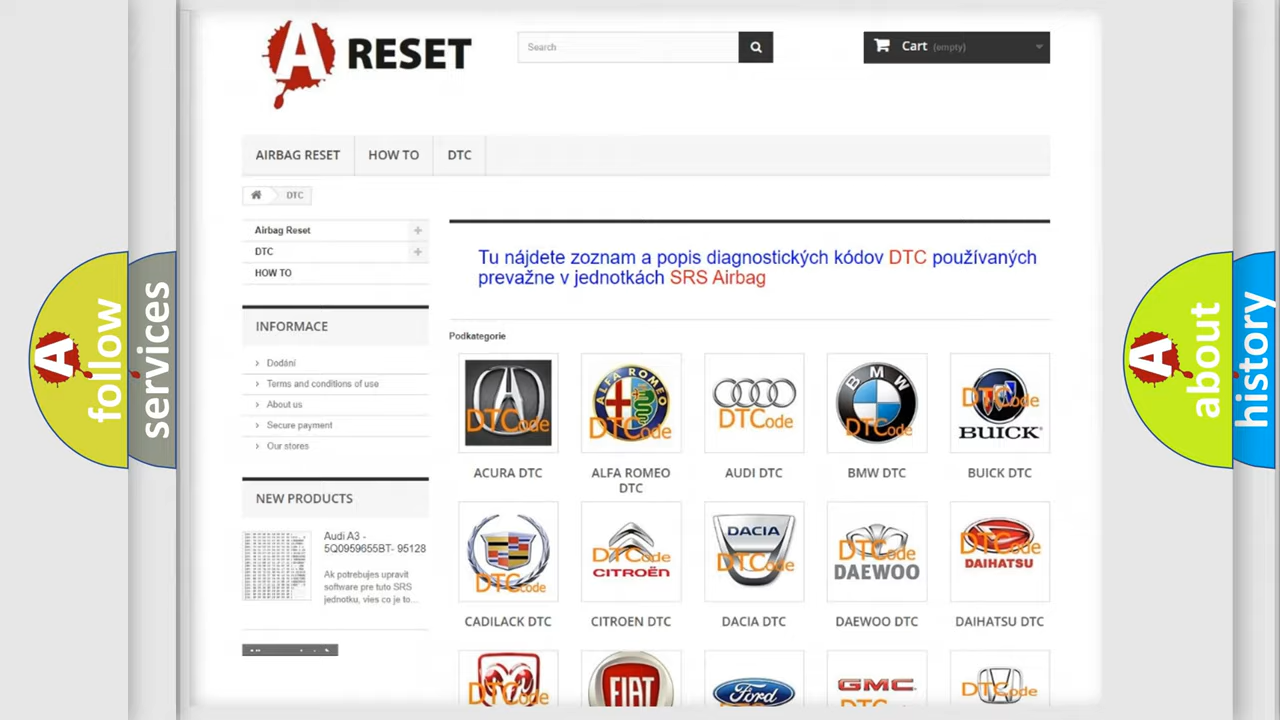 A RESET
Search
Cart (empty)
AIRBAG RESET
HOW TO
DTC
DTC
Airbag Reset
DTC
HOW TO
INFORMACE
Dodání
Terms and conditions of use
About us
Secure payment
Our stores
NEW PRODUCTS
Audi A3 -
5Q0959655BT- 95128
Ak potrebujes upravit
software pre tuto SRS
jednotku, vies co je to...
Tu nájdete zoznam a popis diagnostických kódov DTC používaných
prevažne v jednotkách SRS Airbag
Podkategorie
DTCode
ALFA ROMEO
DTCode
DTCode
BMW
DTCode
DTCode
BUICK
ACURA DTC
ALFA ROMEO
DTC
AUDI DTC
BMW DTC
BUICK DTC
DTCode
DTCode
CITROËN
DACIA
DTCode
DTCode
DAEWOO
DTCode
DAIHATSU
CADILACK DTC
CITROEN DTC
DACIA DTC
DAEWOO DTC
DAIHATSU DTC
DTCode
FIAT
Ford
GMC
DTCode
A follow
services
A about
history